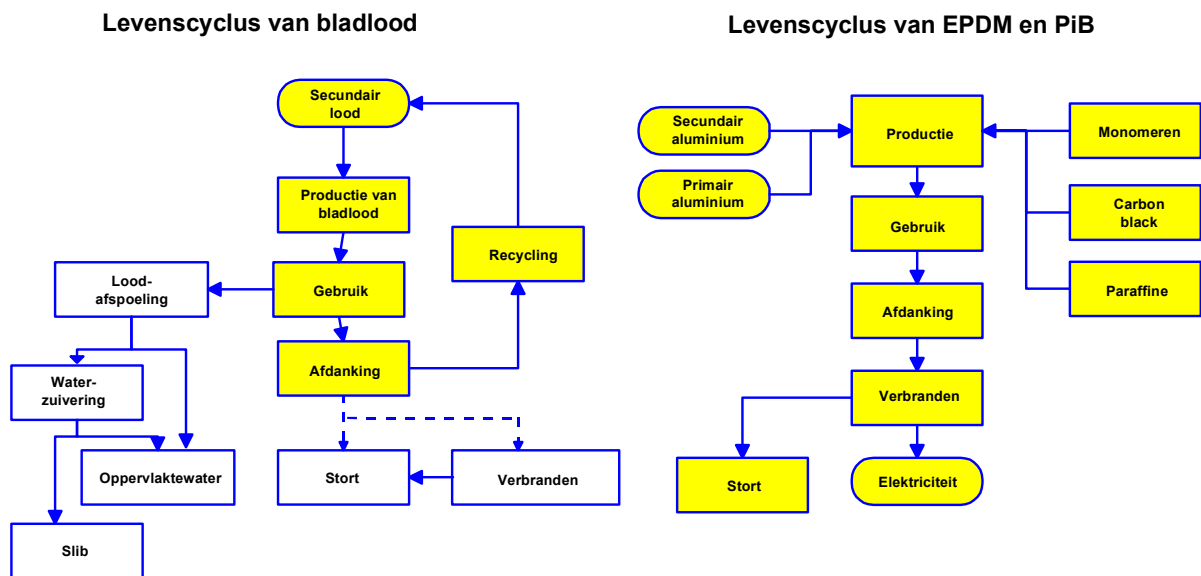 Levenscyclus van bladlood
Secundair
lood
Productie van
bladlood
Recycling
Lood-
afspoeling
Gebruik
Afdanking
Water-
zuivering
Oppervlaktewater
Stort
Verbranden
Slib
Levenscyclus van EPDM en PiB
Secundair
aluminium
Productie
Monomeren
Primair
aluminium
Carbon
black
Gebruik
Paraffine
Afdanking
Verbranden
Stort
Elektriciteit